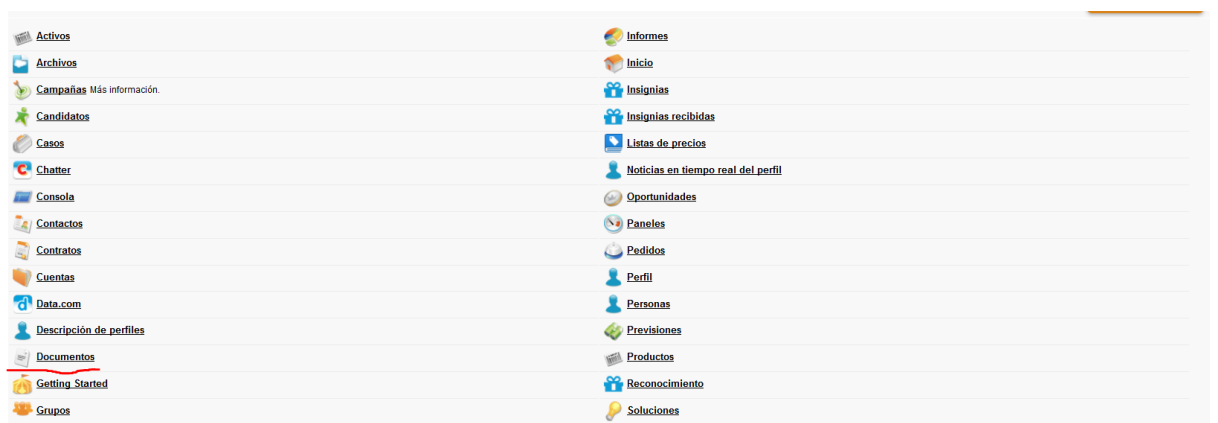 Activos
Archivos
Campañas Más información.
Candidatos
Casos
Chatter
Consola
Contactos
Contratos
Cuentas
Data.com
Descripción de perfiles
Documentos
Getting Started
Grupos
Informes
Inicio
Insignias
Insignias recibidas
Listas de precios
Noticias en tiempo real del perfil
Oportunidades
Paneles
Pedidos
Perfil
Personas
Previsiones
Productos
Reconocimiento
Soluciones